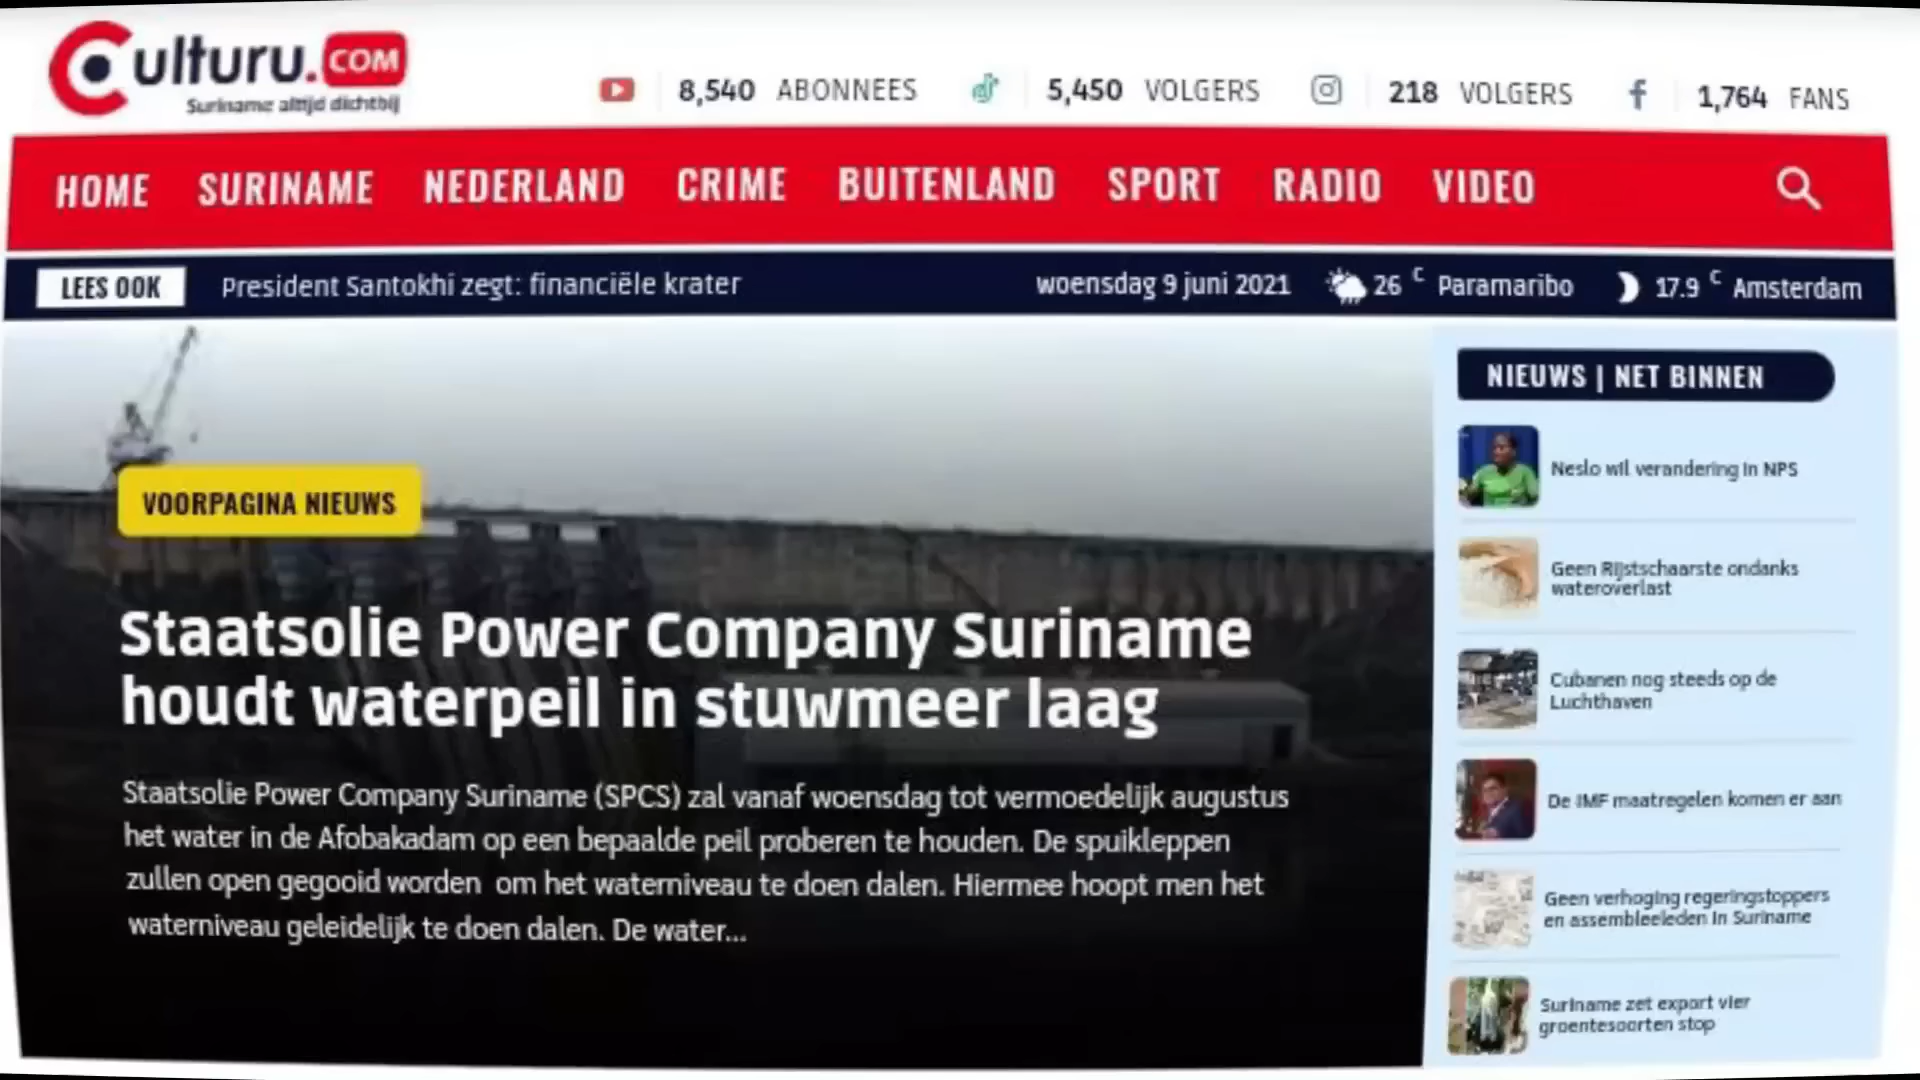 Culturu.COM
Suriname altijd dichtbij
8,540 ABONNEES
5,450 VOLGERS
218 VOLGERS
1,764 FANS
HOME SURINAME NEDERLAND CRIME BUITENLAND SPORT RADIO VIDEO
LEES OOK
President Santokhi zegt: financiële krater
woensdag 9 juni 2021
26 C Paramaribo
17.9 C Amsterdam
VOORPAGINA NIEUWS
Staatsolie Power Company Suriname
houdt waterpeil in stuwmeer laag
Staatsolie Power Company Suriname (SPCS) zal vanaf woensdag tot vermoedelijk augustus
het water in de Afobakadam op een bepaalde peil proberen te houden. De spuikleppen
zullen open gegooid worden om het waterniveau te doen dalen. Hiermee hoopt men het
waterniveau geleidelijk te doen dalen. De water...
NIEUWS | NET BINNEN
Neslo wil verandering in NPS
Geen Rijstschaarste ondanks
wateroverlast
Cubanen nog steeds op de
Luchthaven
De IMF maatregelen komen er aan
Geen verhoging regeringstoppers
en assembleeleden in Suriname
Suriname zet export vier
groentesoorten stop